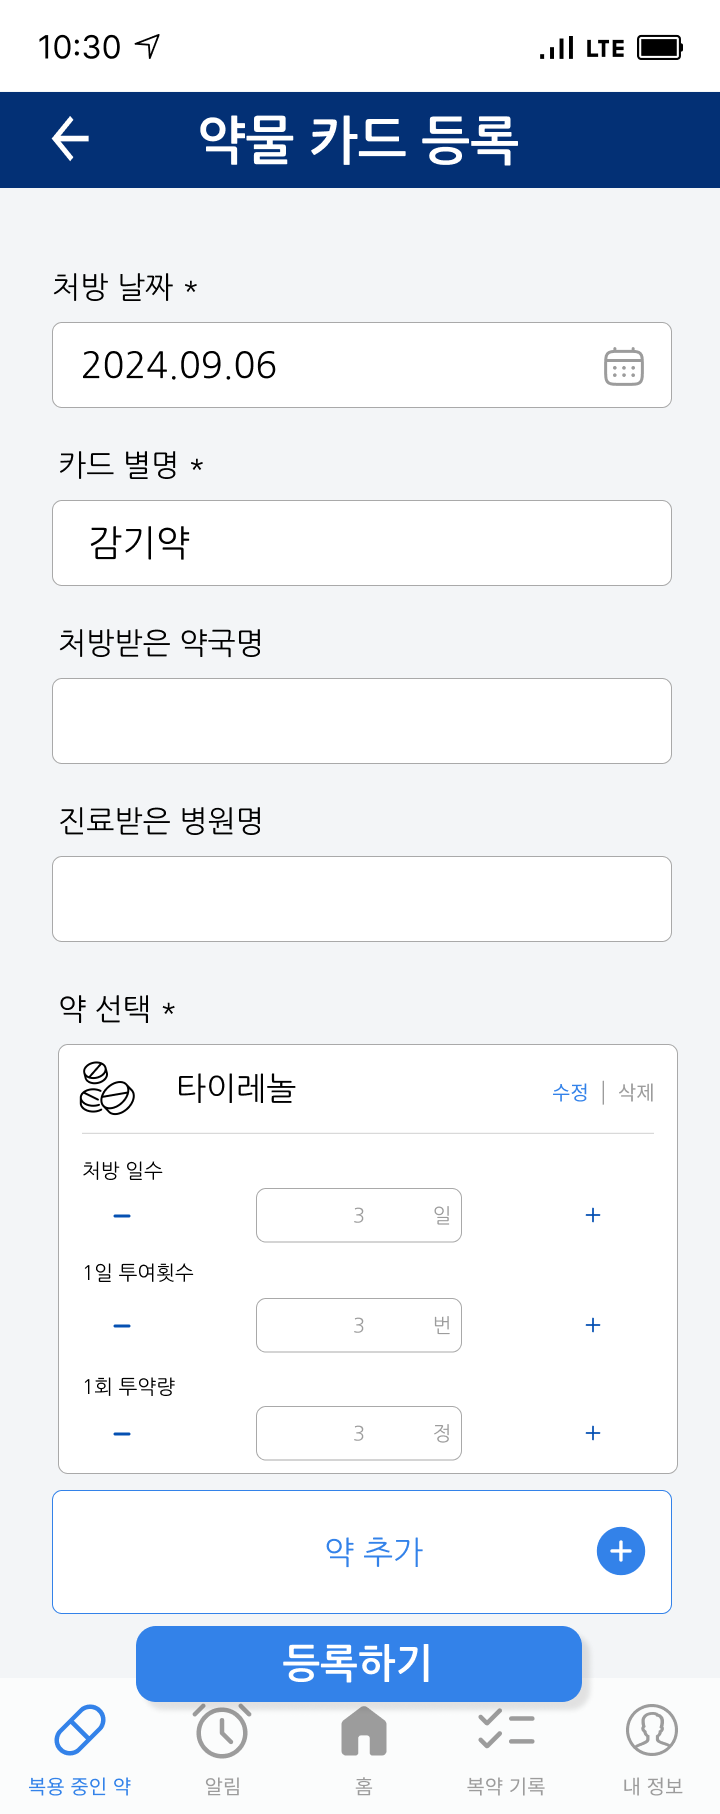 10:30 LTE
약물 카드 등록
처방 날짜 *
2024.09.06
카드 별명 *
감기약
처방받은 약국명
진료받은 병원명
약 선택 *
타이레놀 수정 | 삭제
처방 일수
− 3 일 +
1일 투여횟수
− 3 번 +
1회 투약량
− 3 정 +
약 추가 +
등록하기
복용 중인 약 알림 홈 복약 기록 내 정보